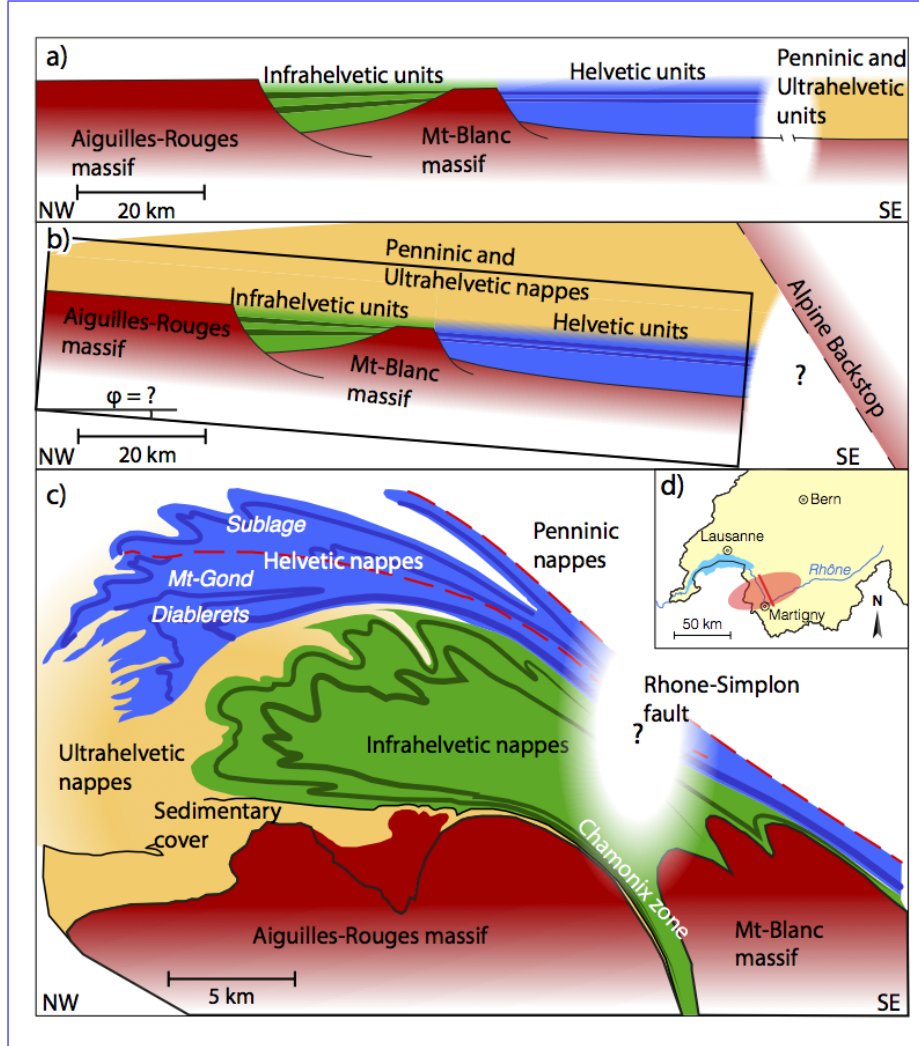 a)
Infrahelvetic units
Helvetic units
Penninic and
Ultrahelvetic
units
Aiguilles-Rouges
massif
Mt-Blanc
massif
20 km
NW
SE
b)
Penninic and
Ultrahelvetic nappes
Infrahelvetic units
Helvetic units
Aiguilles-Rouges
massif
Mt-Blanc
massif
Alpine Backstop
?
φ = ?
20 km
NW
SE
c)
Sublage
Helvetic nappes
Penninic
nappes
Mt-Gond
Diablerets
d)
Bern
Lausanne
Rhône
Martigny
50 km
N
Rhone-Simplon
fault
?
Infrahelvetic nappes
Ultrahelvetic
nappes
Sedimentary
cover
Chamonix zone
Aiguilles-Rouges massif
Mt-Blanc
massif
5 km
NW
SE